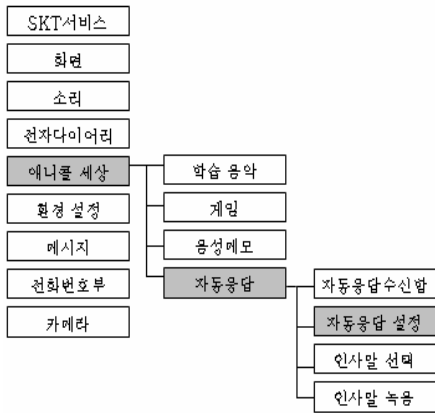 SKT서비스
화면
소리
전자다이어리
애니콜 세상
학습 음악
환경 설정
게임
메시지
음성메모
전화번호부
자동응답
자동응답수신함
카메라
자동응답 설정
인사말 선택
인사말 녹음